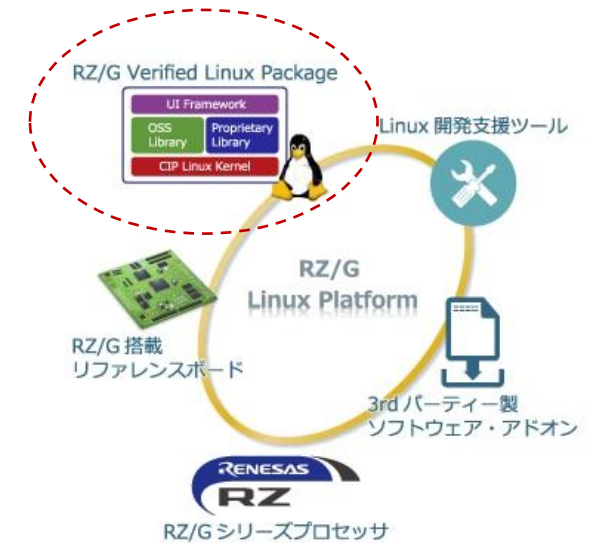 RZ/G Verified Linux Package
UI Framework
OSS
Library
Proprietary
Library
CIP Linux Kernel
Linux 開発支援ツール
RZ/G
Linux Platform
RZ/G 搭載
リファレンスボード
3rd パーティー製
ソフトウェア・アドオン
RENESAS
RZ
RZ/G シリーズプロセッサ